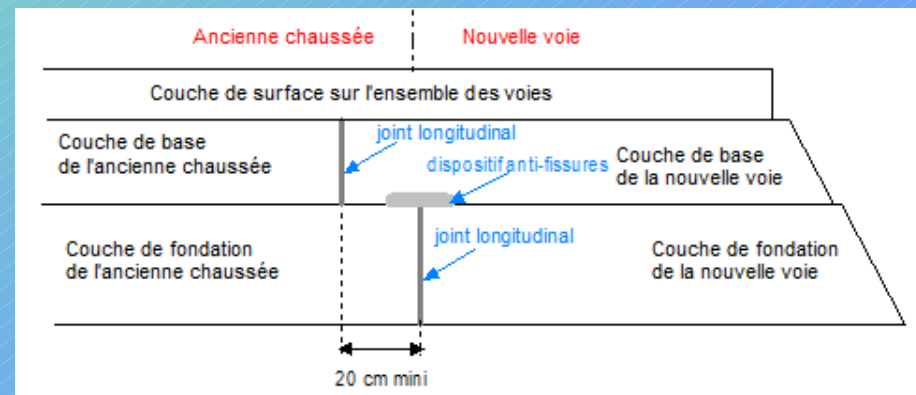 Ancienne chaussée
Nouvelle voie
Couche de surface sur l'ensemble des voies
joint longitudinal
Couche de base
de l'ancienne chaussée
dispositif anti-fissures
Couche de base
de la nouvelle voie
joint longitudinal
Couche de fondation
de l'ancienne chaussée
Couche de fondation
de la nouvelle voie
20 cm mini